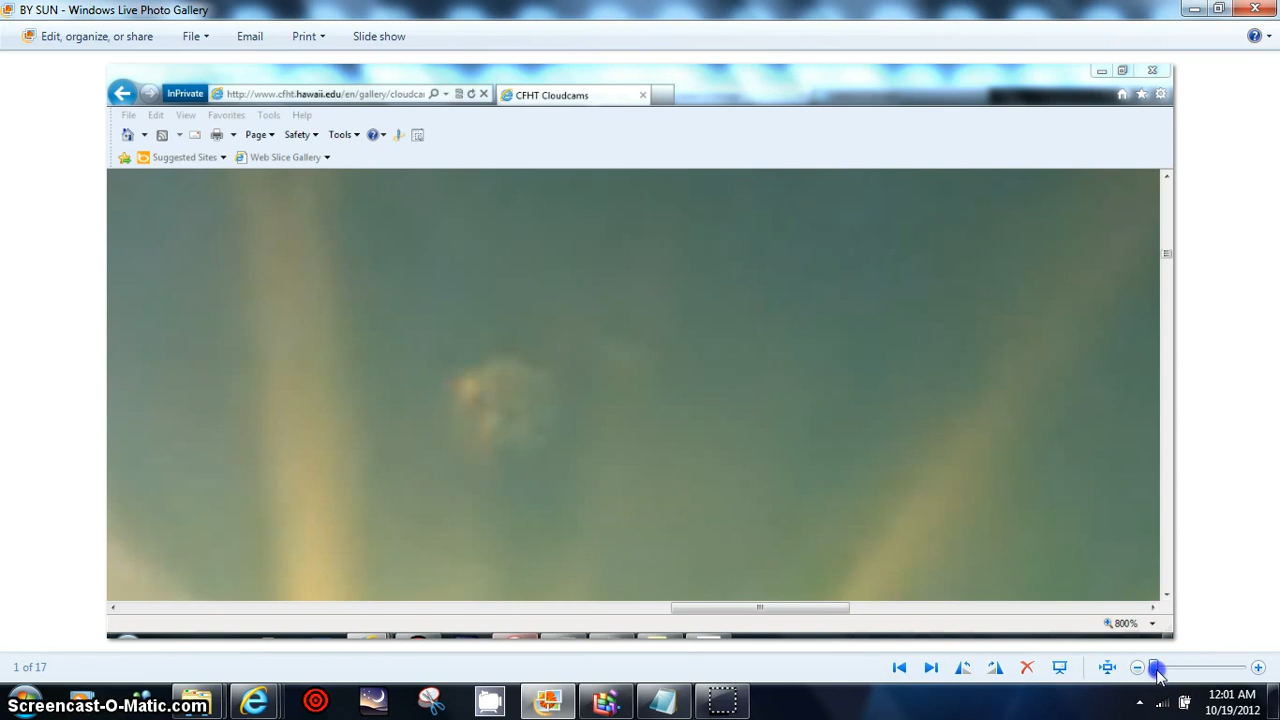 BY SUN - Windows Live Photo Gallery
Edit, organize, or share File Email Print Slide show
InPrivate http://www.cfht.hawaii.edu/en/gallery/cloudcar CFHT Cloudcams
File Edit View Favorites Tools Help
Page Safety Tools
Suggested Sites Web Slice Gallery
800%
1 of 17
12:01 AM
Screencast-O-Matic.com 10/19/2012